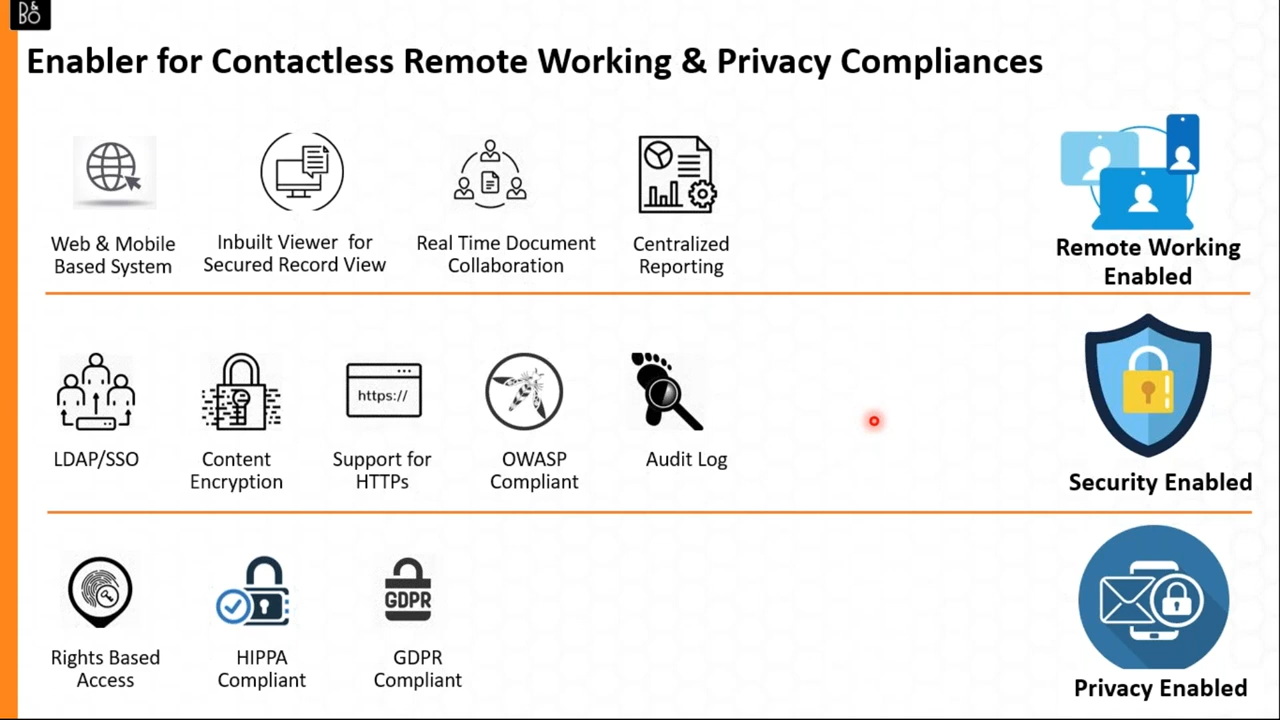 B&O
Enabler for Contactless Remote Working & Privacy Compliances
Web & Mobile
Based System
Inbuilt Viewer for
Secured Record View
Real Time Document
Collaboration
Centralized
Reporting
Remote Working
Enabled
https://
LDAP/SSO
Content
Encryption
Support for
HTTPs
OWASP
Compliant
Audit Log
Security Enabled
GDPR
Rights Based
Access
HIPPA
Compliant
GDPR
Compliant
Privacy Enabled